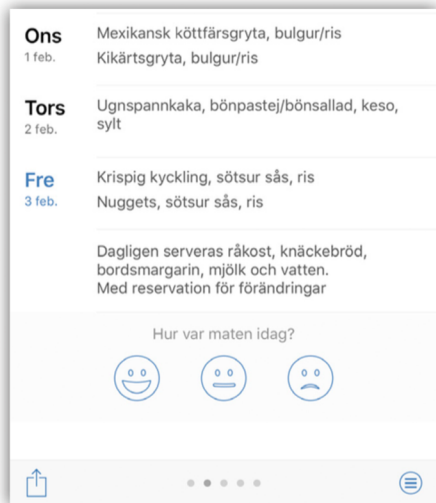 Ons
1 feb.
Mexikansk köttfärsgryta, bulgur/ris
Kikärtsgryta, bulgur/ris
Tors
2 feb.
Ugnspannkaka, bönpastej/bönsallad, keso,
sylt
Fre
3 feb.
Krispig kyckling, sötsur sås, ris
Nuggets, sötsur sås, ris
Dagligen serveras råkost, knäckebröd,
bordsmargarin, mjölk och vatten.
Med reservation för förändringar
Hur var maten idag?